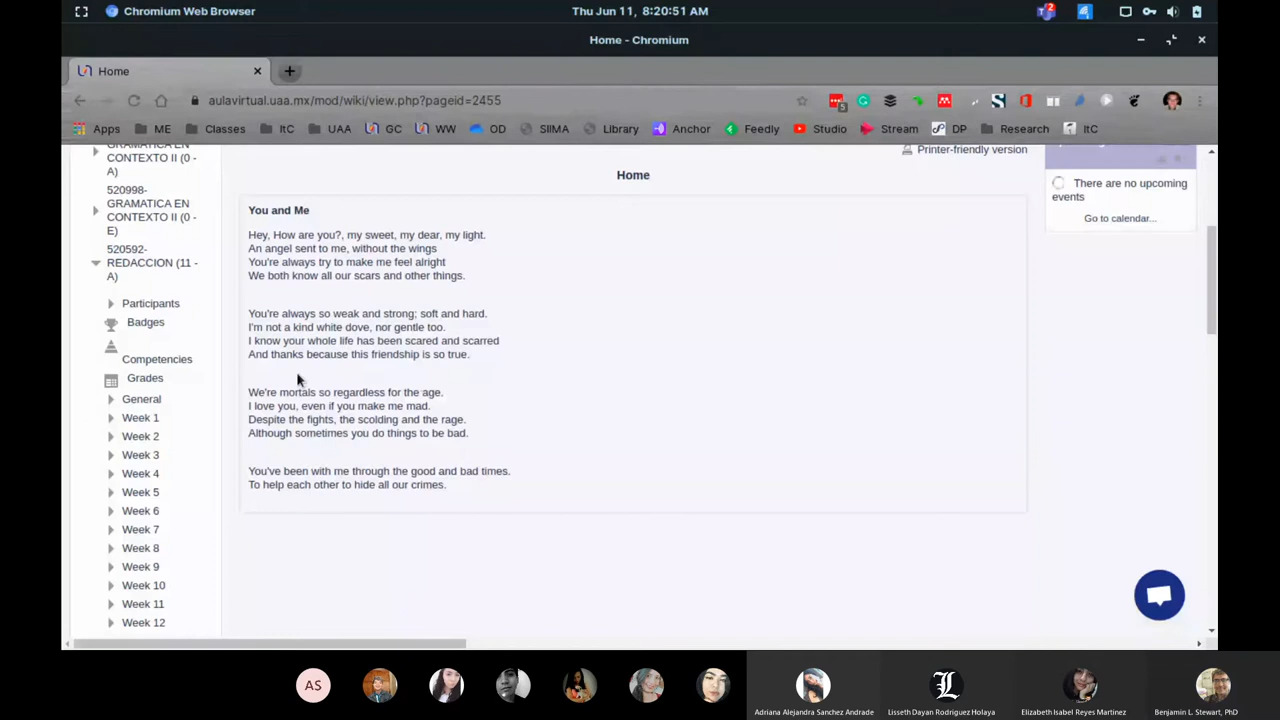 Chromium Web Browser
Thu Jun 11, 8:20:51 AM
2
Home - Chromium
Home
aulavirtual.uaa.mx/mod/wiki/view.php?pageid=2455
5
Apps ME Classes ItC UAA GC WW OD SIIMA Library Anchor Feedly Studio Stream DP Research ItC
GRAMATICA EN
CONTEXTO II (0 -
A)
520998-
GRAMATICA EN
CONTEXTO II (0 -
E)
520592-
REDACCION (11 -
A)
Participants
Badges
Competencies
Grades
General
Week 1
Week 2
Week 3
Week 4
Week 5
Week 6
Week 7
Week 8
Week 9
Week 10
Week 11
Week 12
Printer-friendly version
Home
You and Me
Hey, How are you?, my sweet, my dear, my light.
An angel sent to me, without the wings
You're always try to make me feel alright
We both know all our scars and other things.
You're always so weak and strong; soft and hard.
I'm not a kind white dove, nor gentle too.
I know your whole life has been scared and scarred
And thanks because this friendship is so true.
We're mortals so regardless for the age.
I love you, even if you make me mad.
Despite the fights, the scolding and the rage.
Although sometimes you do things to be bad.
You've been with me through the good and bad times.
To help each other to hide all our crimes.
There are no upcoming
events
Go to calendar...
AS
L
Adriana Alejandra Sanchez Andrade
Lisseth Dayan Rodriguez Holaya
Elizabeth Isabel Reyes Martinez
Benjamin L. Stewart, PhD